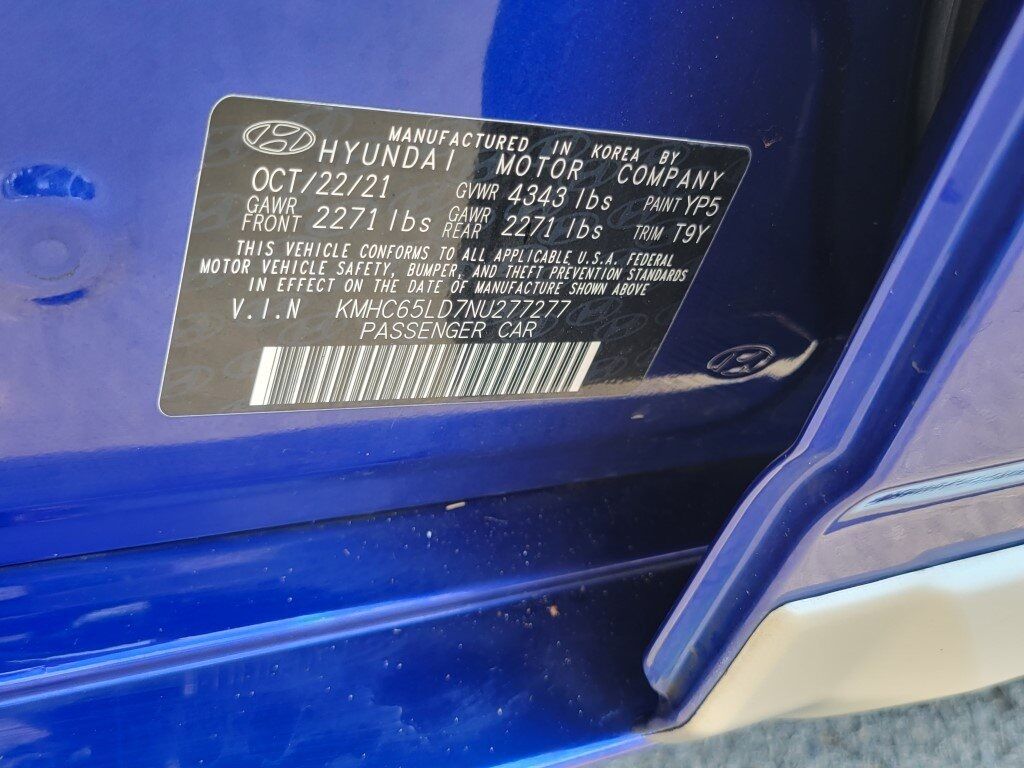 MANUFACTURED IN KOREA BY
HYUNDAI MOTOR COMPANY
OCT/22/21 GVWR 4343 lbs PAINT YP5
GAWR FRONT 2271 lbs GAWR REAR 2271 lbs TRIM T9Y
THIS VEHICLE CONFORMS TO ALL APPLICABLE U.S.A. FEDERAL
MOTOR VEHICLE SAFETY, BUMPER, AND THEFT PREVENTION STANDARDS
IN EFFECT ON THE DATE OF MANUFACTURE SHOWN ABOVE
V.I.N KMHC65LD7NU277277
PASSENGER CAR